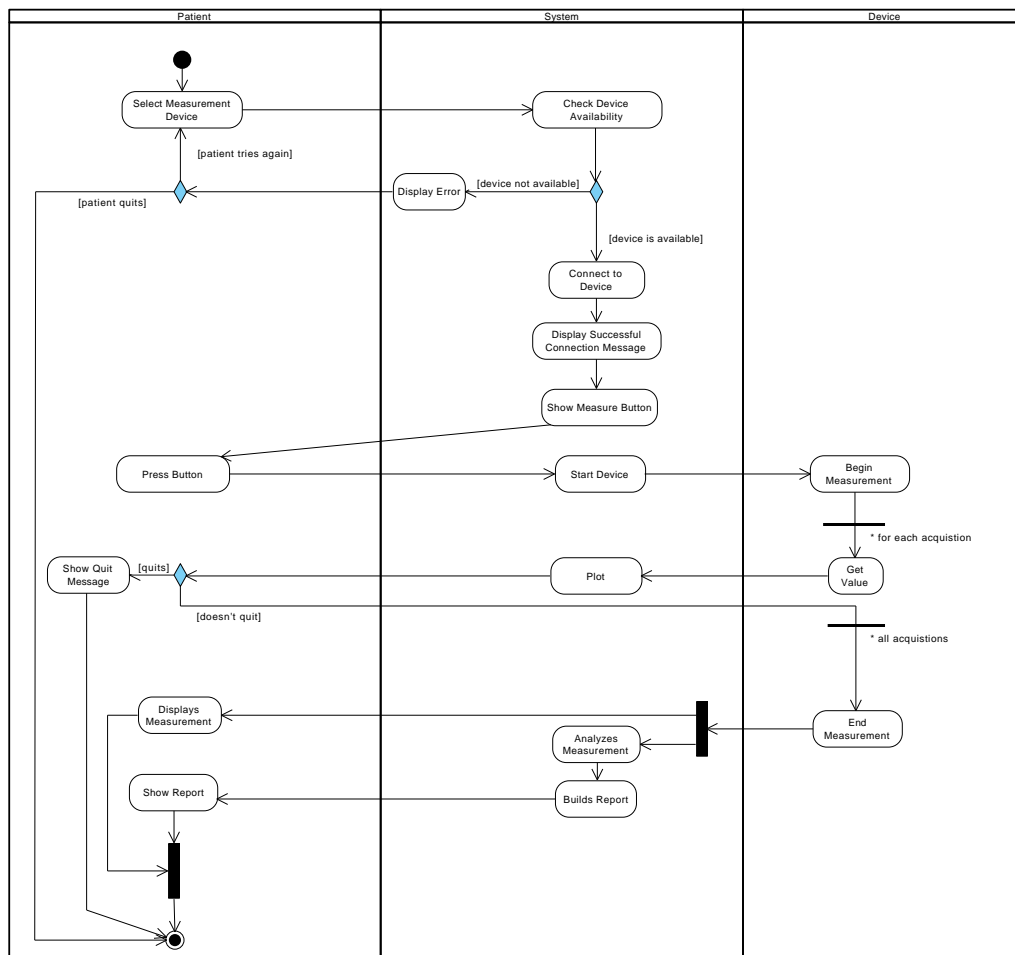 Patient
System
Device
Select Measurement
Device
Check Device
Availability
[patient tries again]
[patient quits]
Display Error
[device not available]
[device is available]
Connect to
Device
Display Successful
Connection Message
Show Measure Button
Press Button
Start Device
Begin
Measurement
* for each acquistion
Show Quit
Message
[quits]
Plot
Get
Value
[doesn't quit]
* all acquistions
Displays
Measurement
Analyzes
Measurement
End
Measurement
Show Report
Builds Report